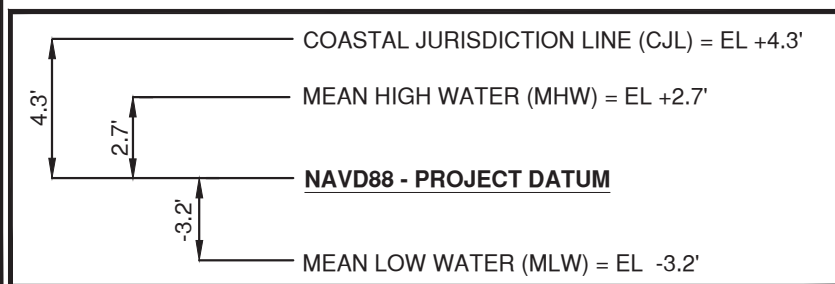 COASTAL JURISDICTION LINE (CJL) = EL +4.3'
4.3'
MEAN HIGH WATER (MHW) = EL +2.7'
2.7'
NAVD88 - PROJECT DATUM
-3.2'
MEAN LOW WATER (MLW) = EL -3.2'